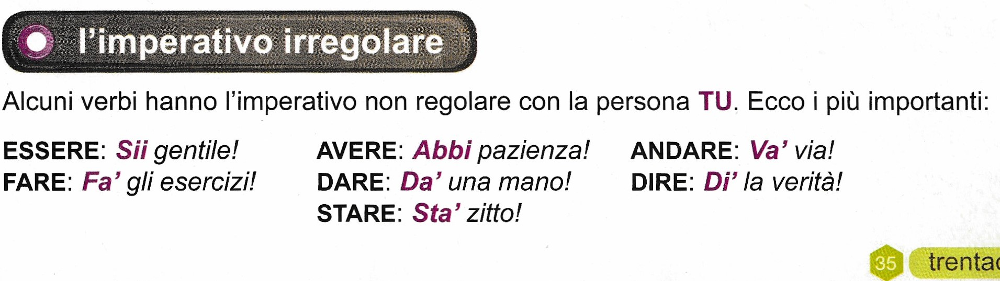 l’imperativo irregolare
Alcuni verbi hanno l’imperativo non regolare con la persona TU. Ecco i più importanti:
ESSERE: Sii gentile! AVERE: Abbi pazienza! ANDARE: Va’ via!
FARE: Fa’ gli esercizi! DARE: Da’ una mano! DIRE: Di’ la verità!
STARE: Sta’ zitto!
35